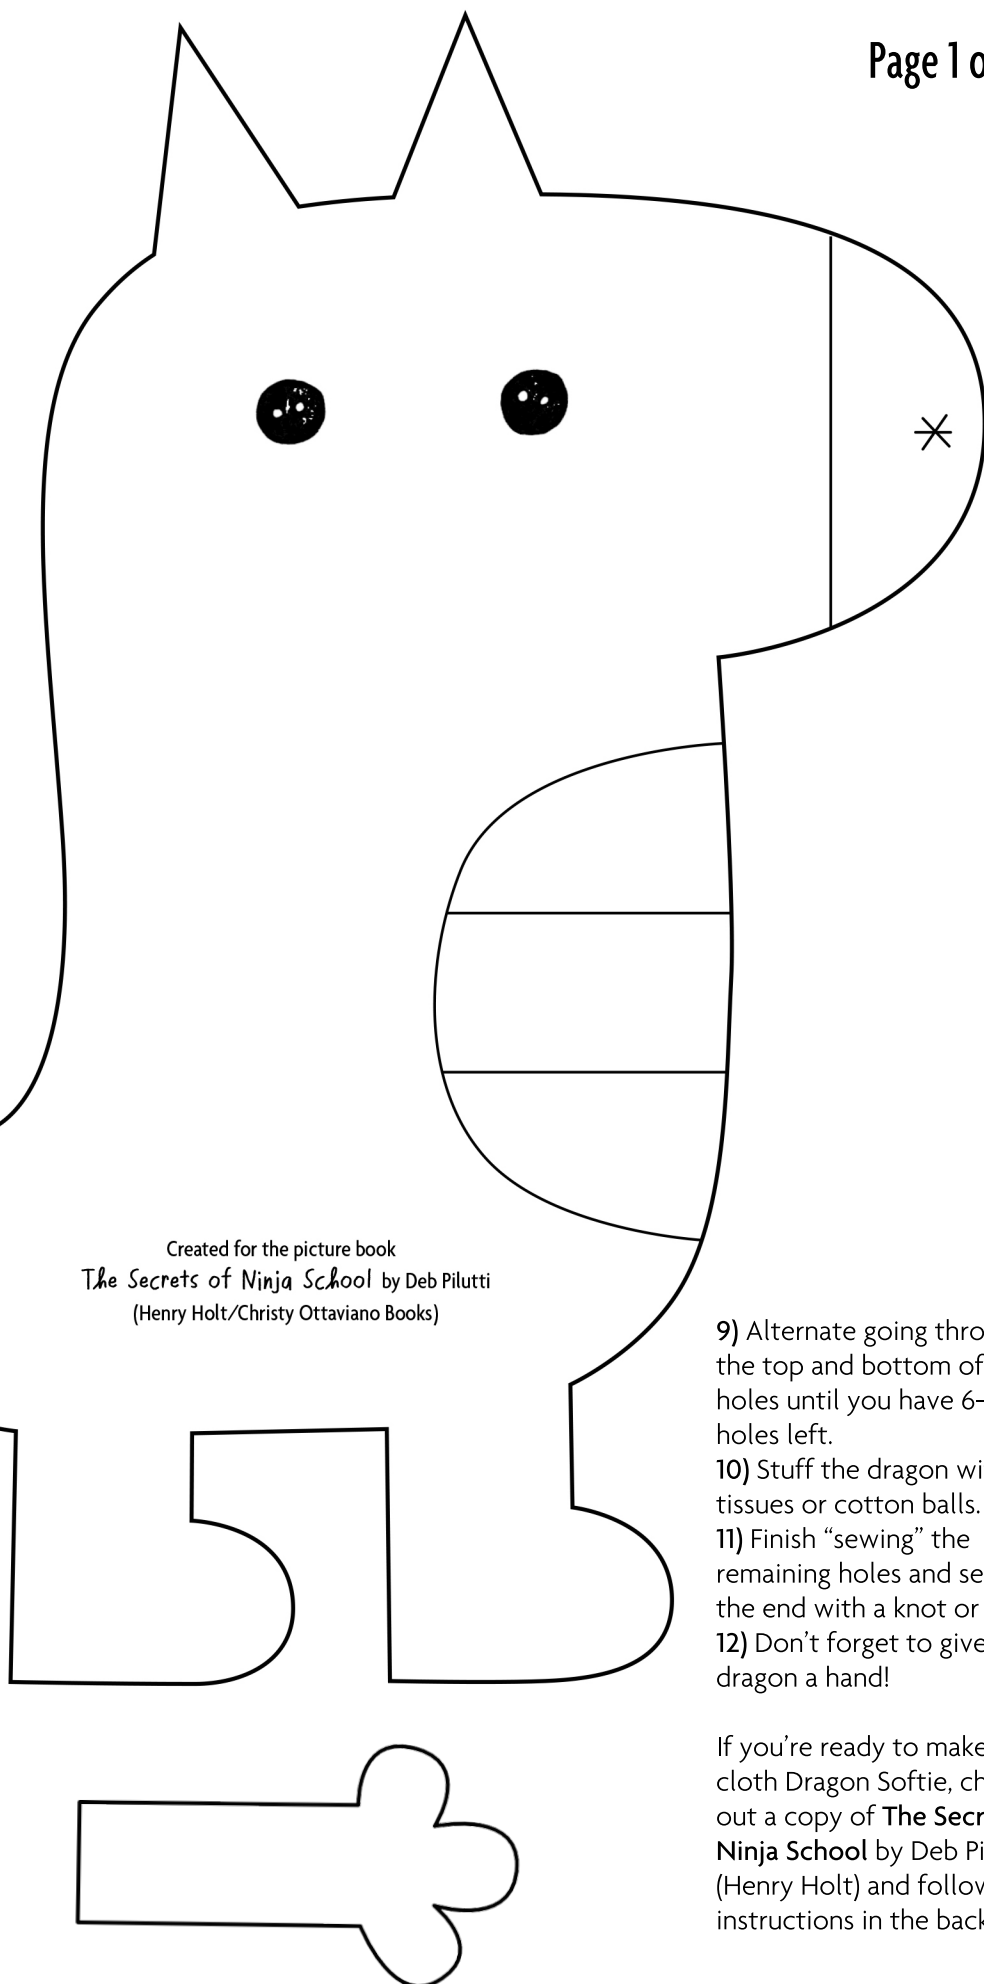 Page 1 o
Created for the picture book
The Secrets of Ninja School by Deb Pilutti
(Henry Holt/Christy Ottaviano Books)
9) Alternate going thro
the top and bottom of
holes until you have 6–
holes left.
10) Stuff the dragon wi
tissues or cotton balls.
11) Finish “sewing” the
remaining holes and se
the end with a knot or
12) Don’t forget to give
dragon a hand!
If you’re ready to make
cloth Dragon Softie, ch
out a copy of The Secr
Ninja School by Deb Pi
(Henry Holt) and follow
instructions in the back